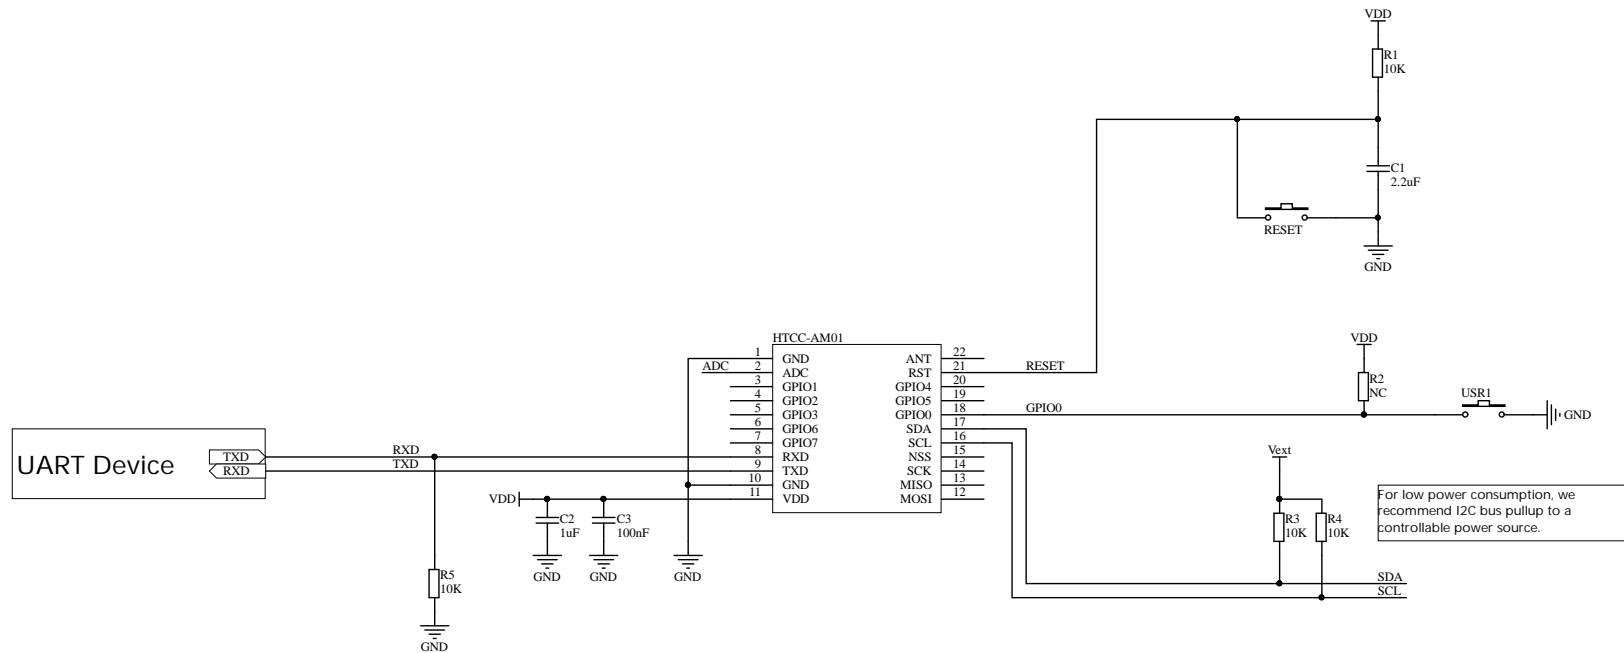 VDD
R1
10K
C1
2.2uF
RESET
GND
HTCC-AM01
1 GND ANT 22
ADC 2 ADC RST 21 RESET
3 GPIO1 GPIO4 20
4 GPIO2 GPIO5 19
5 GPIO3 GPIO0 18 GPIO0
6 GPIO6 SDA 17
7 GPIO7 SCL 16
8 RXD NSS 15
9 TXD SCK 14
10 GND MISO 13
11 VDD MOSI 12
VDD
R2
NC
USR1
GND
UART Device
TXD
RXD
RXD
TXD
VDD
C2
1uF
C3
100nF
GND
GND
GND
R5
10K
GND
Vext
R3
10K
R4
10K
For low power consumption, we
recommend I2C bus pullup to a
controllable power source.
SDA
SCL